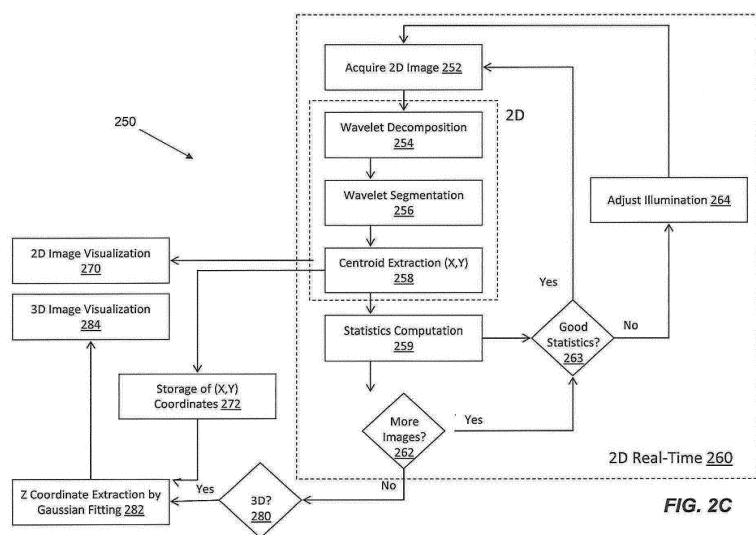 Acquire 2D Image 252
2D
Wavelet Decomposition
254
250
Wavelet Segmentation
256
Adjust Illumination 264
2D Image Visualization
270
Centroid Extraction (X,Y)
258
Yes
3D Image Visualization
284
Statistics Computation
259
Good
Statistics?
263
No
Storage of (X,Y)
Coordinates 272
More
Images?
262
Yes
2D Real-Time 260
No
Z Coordinate Extraction by
Gaussian Fitting 282
Yes
3D?
280
FIG. 2C